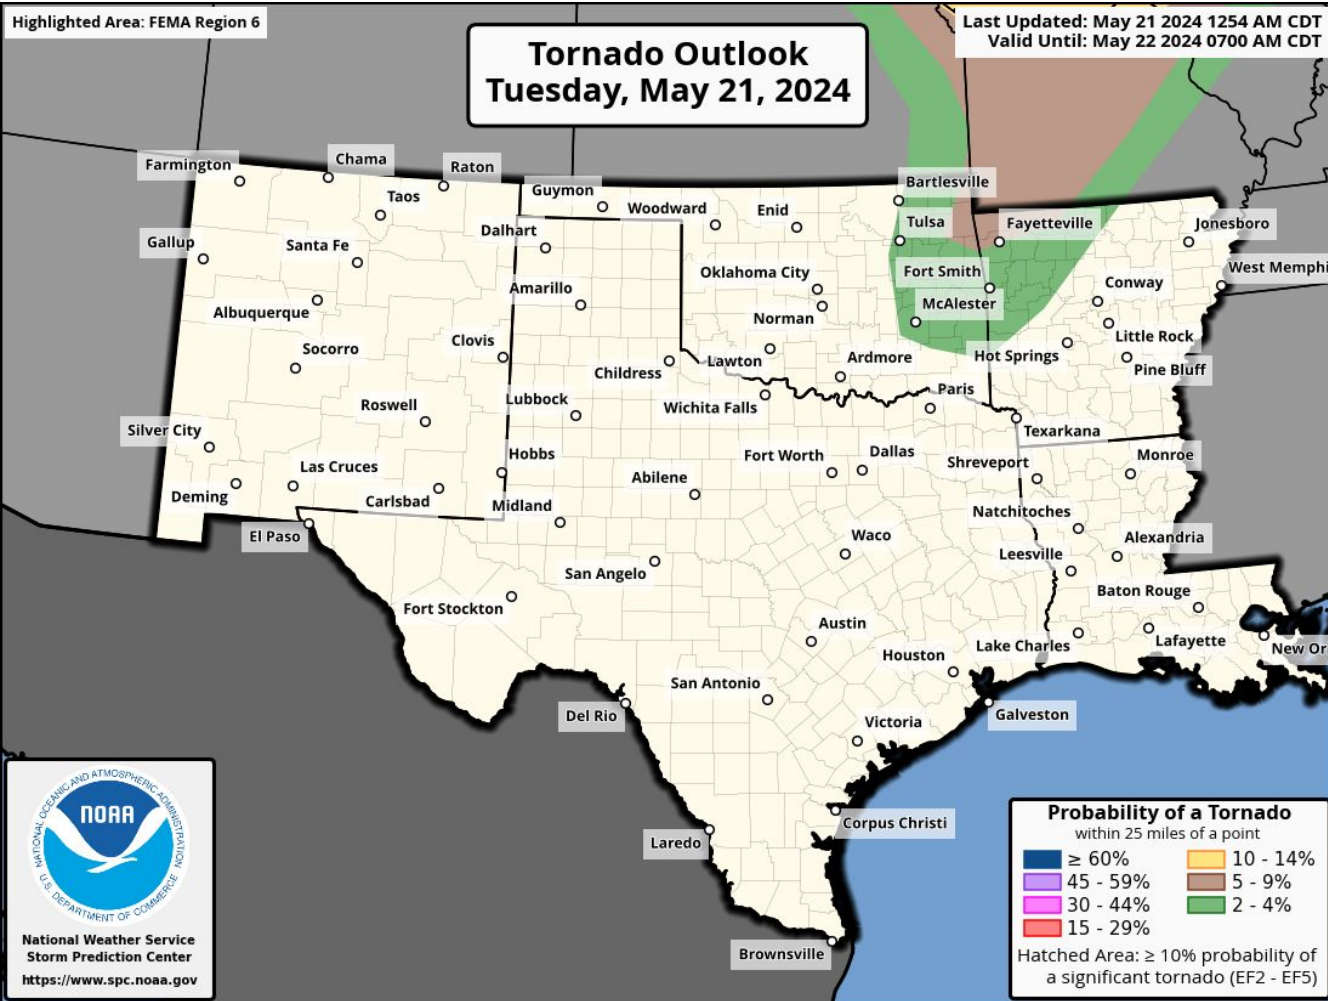 Highlighted Area: FEMA Region 6
Last Updated: May 21 2024 1254 AM CDT
Valid Until: May 22 2024 0700 AM CDT
Tornado Outlook
Tuesday, May 21, 2024
Farmington
Chama
Raton
Taos
Guymon
Woodward
Enid
Bartlesville
Tulsa
Fayetteville
Jonesboro
Gallup
Santa Fe
Dalhart
Oklahoma City
Fort Smith
West Memphi
Amarillo
McAlester
Conway
Albuquerque
Norman
Little Rock
Socorro
Clovis
Childress
Lawton
Ardmore
Hot Springs
Pine Bluff
Roswell
Lubbock
Wichita Falls
Paris
Silver City
Texarkana
Las Cruces
Hobbs
Abilene
Fort Worth
Dallas
Shreveport
Monroe
Deming
Carlsbad
Midland
Natchitoches
El Paso
Waco
Leesville
Alexandria
San Angelo
Fort Stockton
Baton Rouge
Austin
Lake Charles
Lafayette
New Or
Houston
San Antonio
Del Rio
Victoria
Galveston
Corpus Christi
Laredo
Brownsville
NATIONAL OCEANIC AND ATMOSPHERIC ADMINISTRATION
NOAA
U.S. DEPARTMENT OF COMMERCE
National Weather Service
Storm Prediction Center
https://www.spc.noaa.gov
Probability of a Tornado
within 25 miles of a point
≥ 60%
45 - 59%
30 - 44%
15 - 29%
10 - 14%
5 - 9%
2 - 4%
Hatched Area: ≥ 10% probability of
a significant tornado (EF2 - EF5)